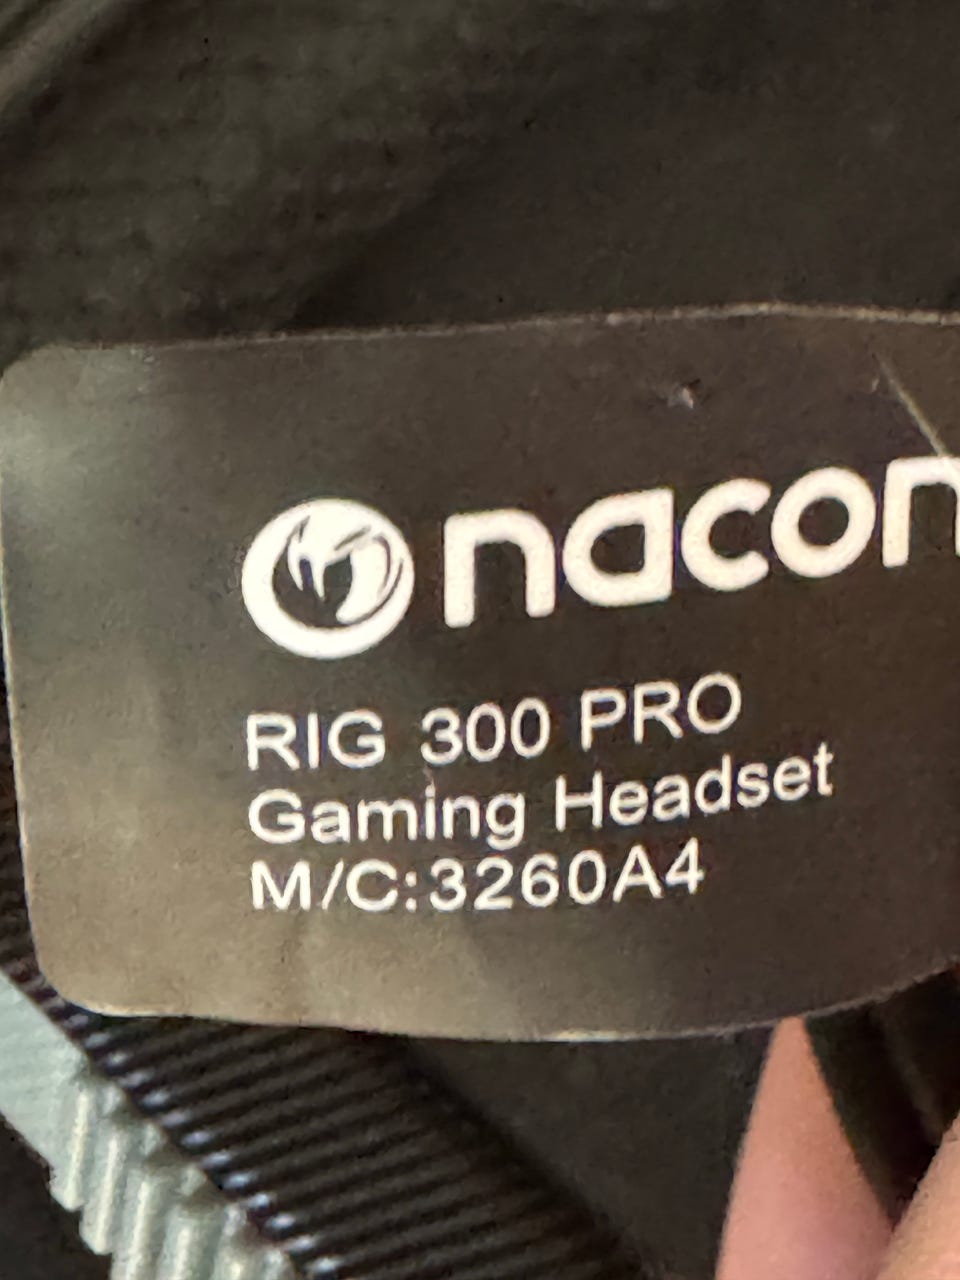 nacon
RIG 300 PRO
Gaming Headset
M/C:3260A4